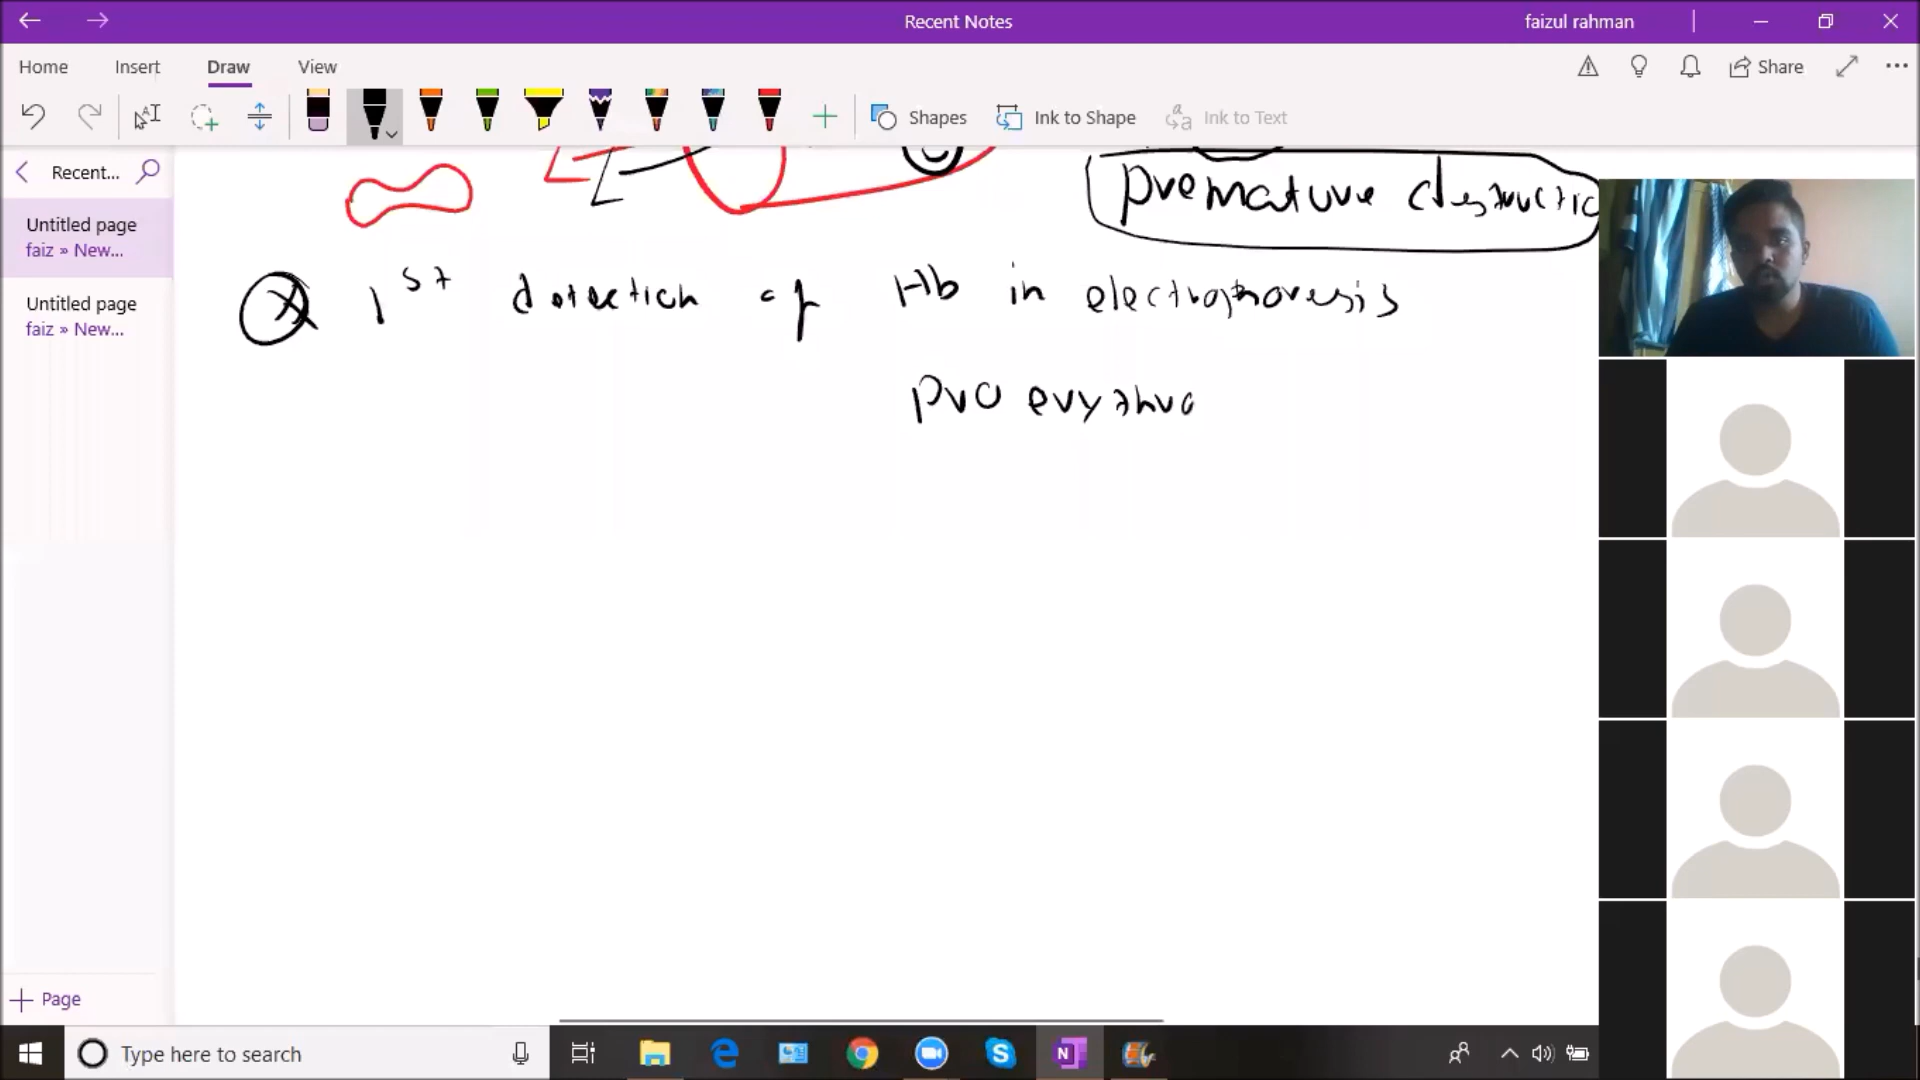 Recent Notes
faizul rahman
Home Insert Draw View
Share
Shapes Ink to Shape Ink to Text
Recent...
Untitled page
faiz » New...
Untitled page
faiz » New...
premature destructio
1st detection of Hb in electrophoresis
pro erythro
Page
Type here to search